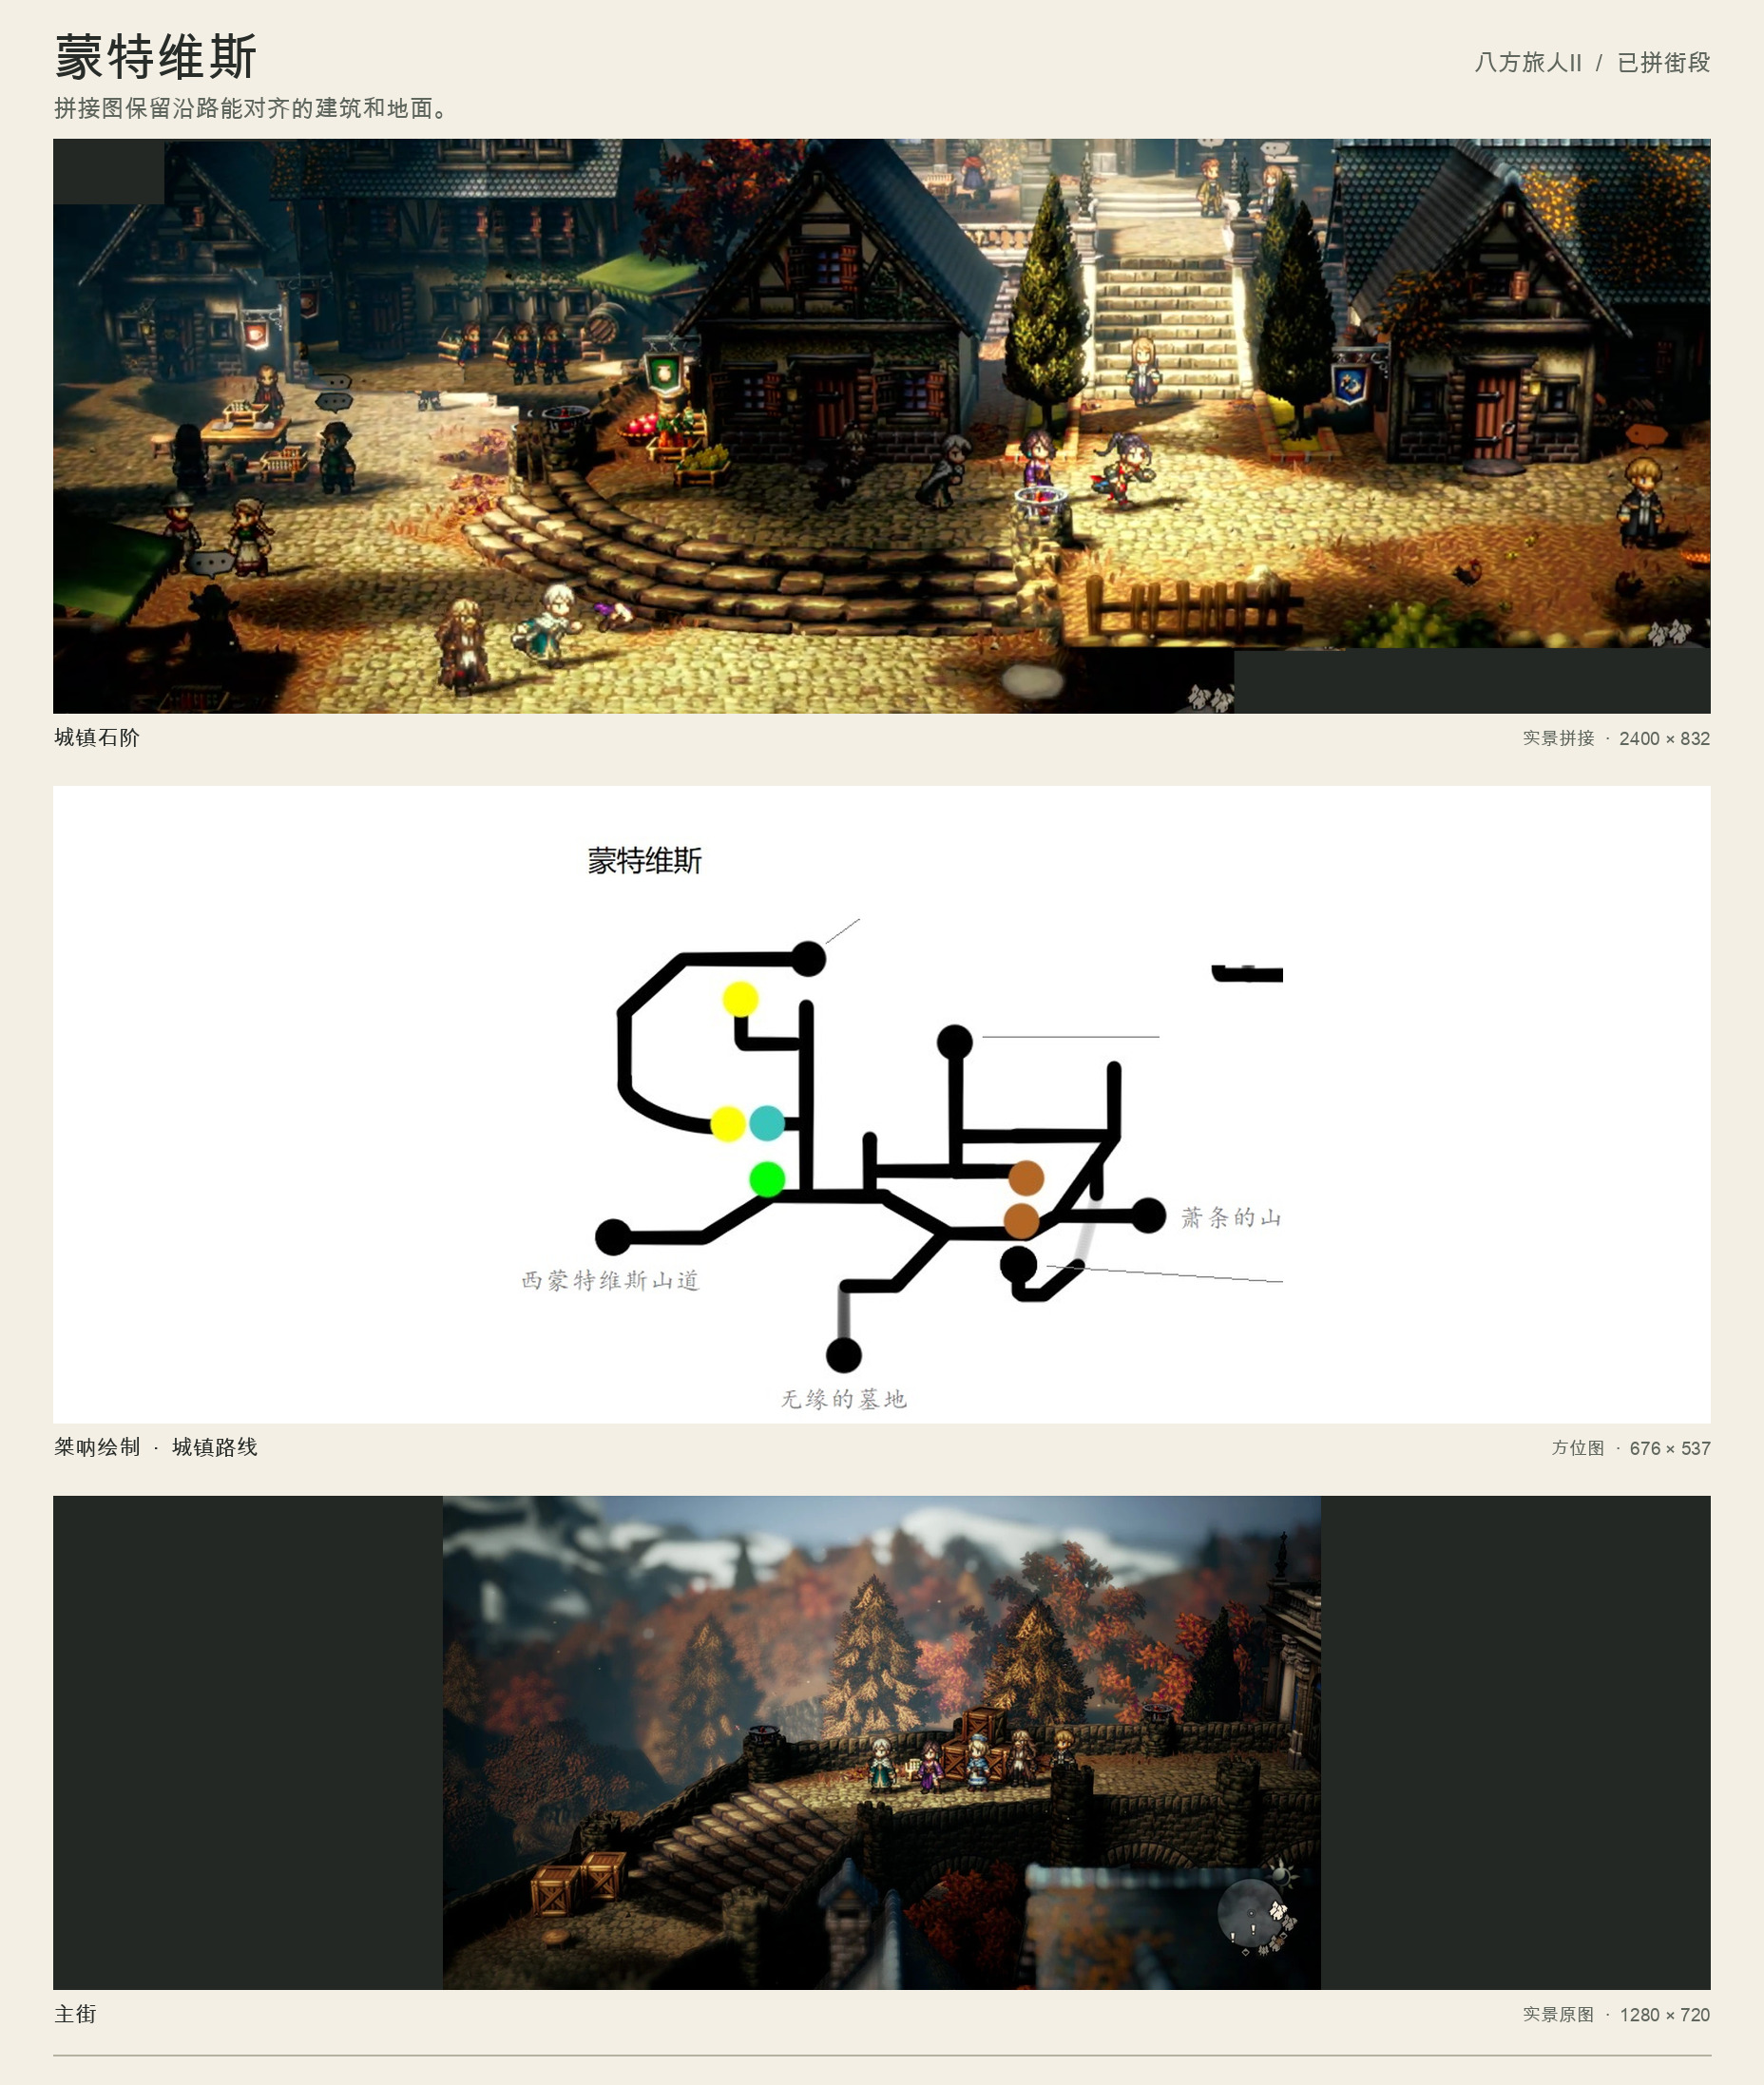 蒙特维斯
八方旅人II / 已拼街段
拼接图保留沿路能对齐的建筑和地面。
城镇石阶
实景拼接 · 2400 × 832
蒙特维斯
萧条的山
西蒙特维斯山道
无缘的墓地
桀呐绘制 · 城镇路线
方位图 · 676 × 537
主街
实景原图 · 1280 × 720